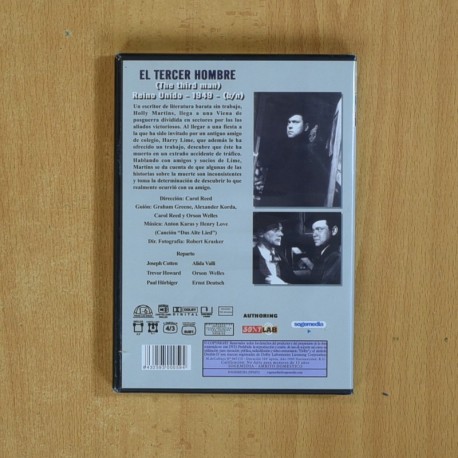 EL TERCER HOMBRE
(The third man)
Reino Unido - 1949 - (b/n)
Un escritor de literatura barata sin trabajo,
Holly Martins, llega a una Viena de
posguerra dividida en sectores por los los
aliados victoriosos. Al llegar a una fiesta a
la que ha sido invitado por un antiguo amigo
de colegio, Harry Lime, que además le ha
ofrecido un trabajo, descubre que éste ha
muerto en un extraño accidente de tráfico.
Hablando con amigos y socios de Lime,
Martins se da cuenta de que algunas de las
historias sobre la muerte son inconsistentes
y toma la determinación de descubrir lo que
realmente ocurrió con su amigo.
Dirección: Carol Reed
Guión: Graham Greene, Alexander Korda,
Carol Reed y Orson Welles
Música: Anton Karas y Henry Love
(Canción "Das Alte Lied")
Dir. Fotografía: Robert Krasker
Reparto
Joseph Cotten Alida Valli
Trevor Howard Orson Welles
Paul Hörbiger Ernst Deutsch
DOLBY
DIGITAL
4/3
AUTHORING
LAB
sogemedia